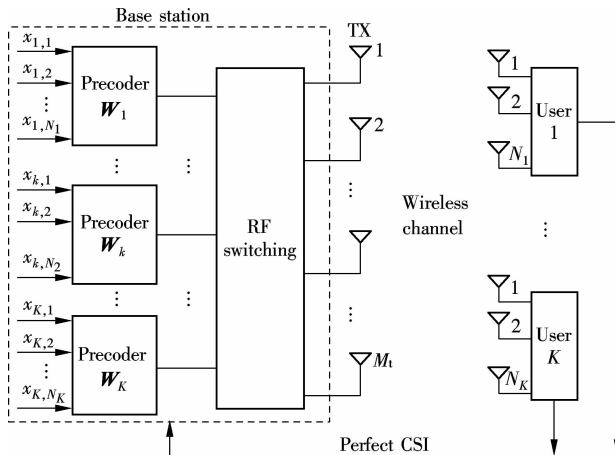 Base station
x1,1
x1,2
⋮
x1,N1
Precoder
W1
⋮
⋮
xk,1
xk,2
⋮
xk,N2
Precoder
Wk
⋮
⋮
xK,1
xK,2
⋮
xK,NK
Precoder
WK
RF
switching
TX
1
2
⋮
⋮
Mt
Wireless
channel
1
2
N1
User
1
⋮
1
2
NK
User
K
Perfect CSI